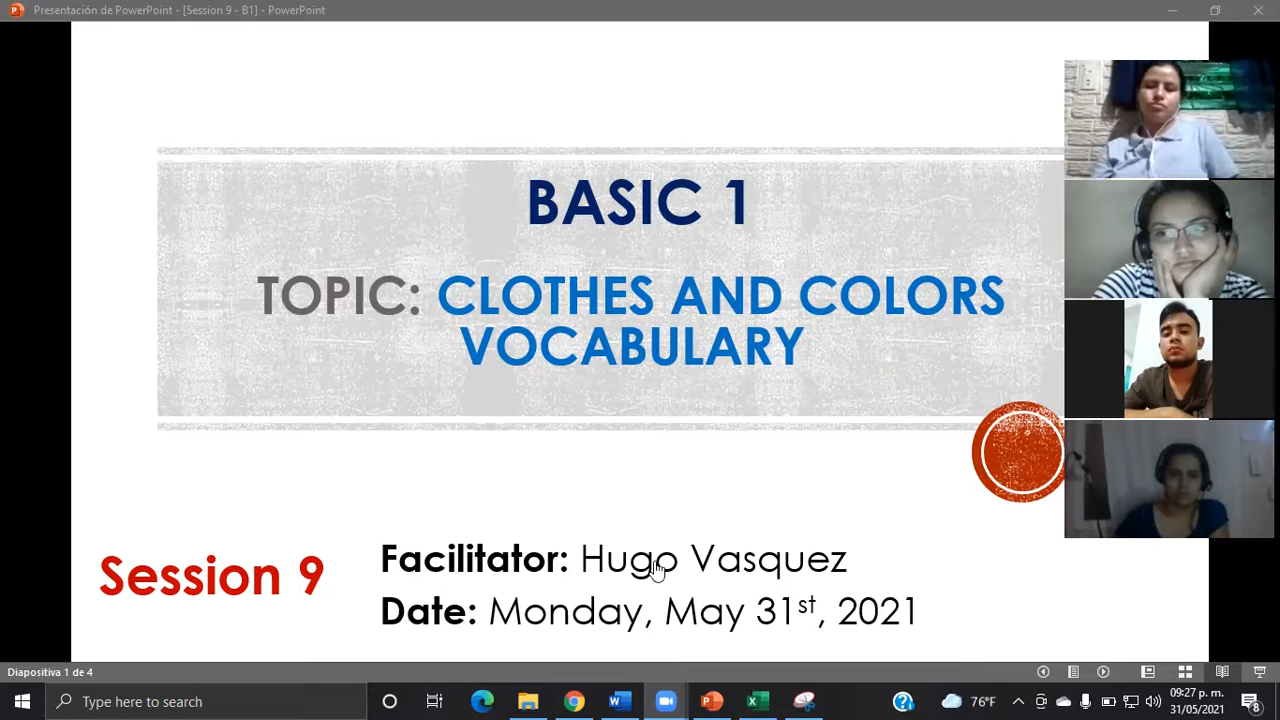 Presentación de PowerPoint - [Session 9 - B1] - PowerPoint
BASIC 1
TOPIC: CLOTHES AND COLORS
VOCABULARY
Session 9
Facilitator: Hugo Vasquez
Date: Monday, May 31st, 2021
Diapositiva 1 de 4
Type here to search
76°F
09:27 p. m.
31/05/2021
8